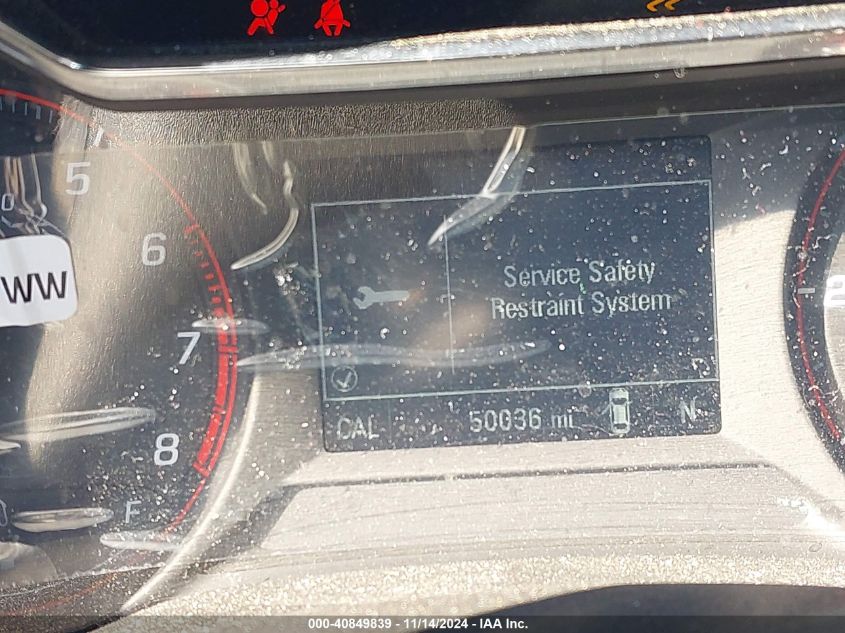 5
6
7
8
F
WW
Service Safety
Restraint System
CAL 50036 mi N
2
000-40849839 - 11/14/2024 - IAA Inc.